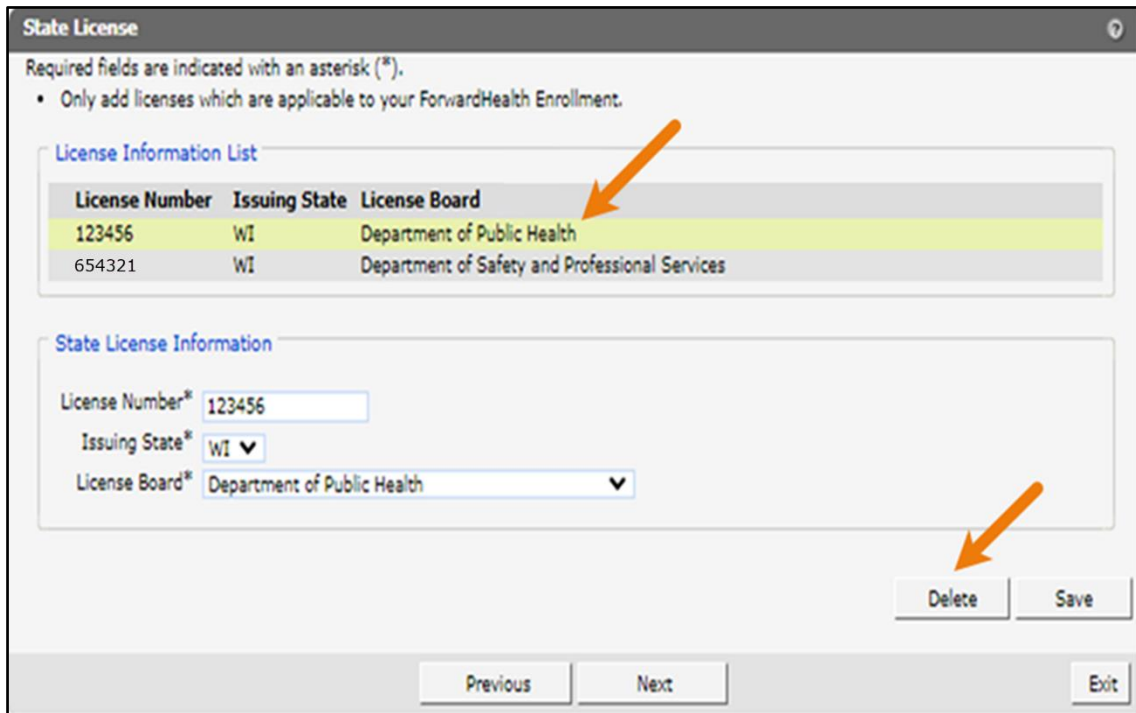 State License
?
Required fields are indicated with an asterisk (*).
• Only add licenses which are applicable to your ForwardHealth Enrollment.
License Information List
License Number Issuing State License Board
123456 WI Department of Public Health
654321 WI Department of Safety and Professional Services
State License Information
License Number* 123456
Issuing State* WI
License Board* Department of Public Health
Delete Save
Previous Next Exit